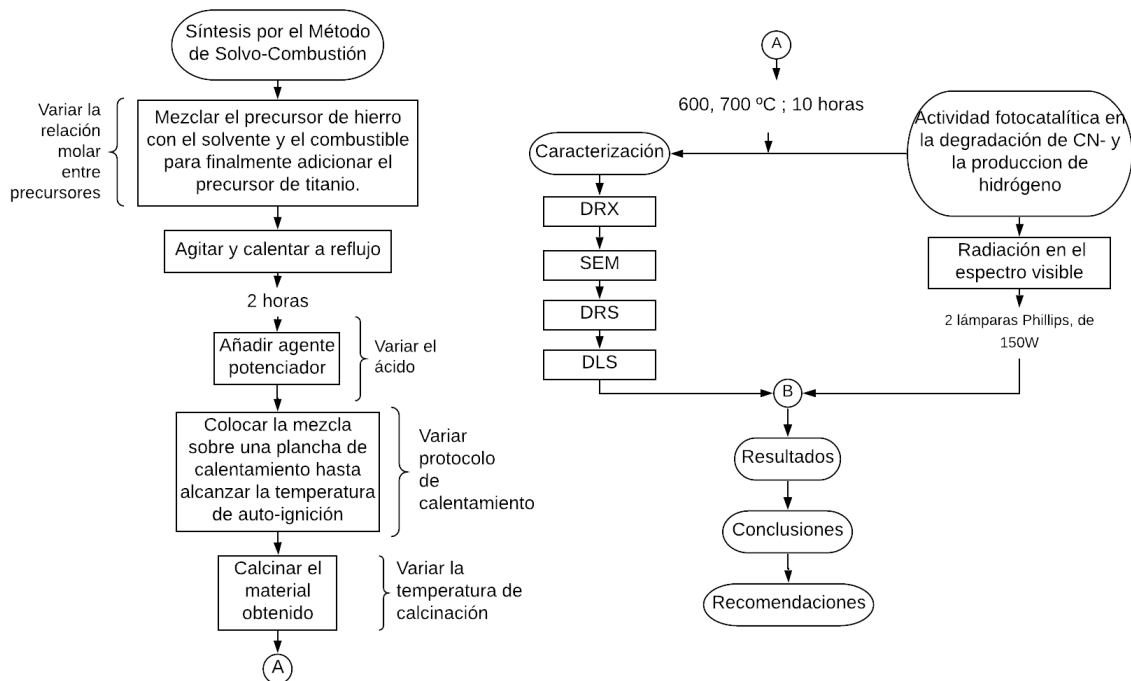 Síntesis por el Método
de Solvo-Combustión
Variar la
relación
molar
entre
precursores
Mezclar el precursor de hierro
con el solvente y el combustible
para finalmente adicionar el
precursor de titanio.
Agitar y calentar a reflujo
2 horas
Añadir agente
potenciador
Variar el
ácido
Colocar la mezcla
sobre una plancha de
calentamiento hasta
alcanzar la temperatura
de auto-ignición
Variar
protocolo
de
calentamiento
Calcinar el
material
obtenido
Variar la
temperatura de
calcinación
A
A
600, 700 ºC ; 10 horas
Caracterización
DRX
SEM
DRS
DLS
Actividad fotocatalítica en
la degradación de CN- y
la produccion de
hidrógeno
Radiación en el
espectro visible
2 lámparas Phillips, de
150W
B
Resultados
Conclusiones
Recomendaciones